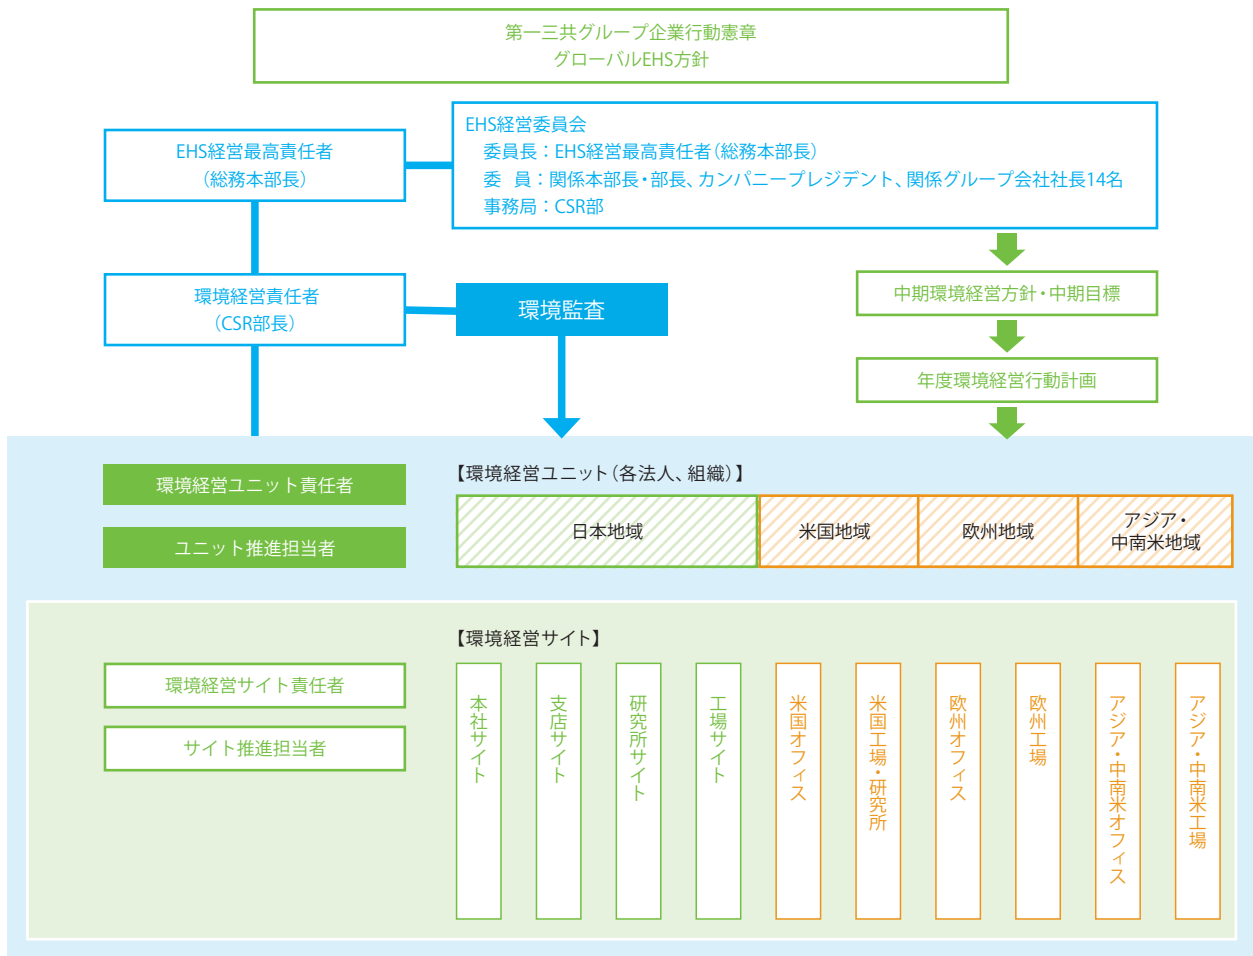 第一三共グループ企業行動憲章
グローバルEHS方針
EHS経営最高責任者
（総務本部長）
EHS経営委員会
委員長：EHS経営最高責任者（総務本部長）
委　員：関係本部長・部長、カンパニープレジデント、関係グループ会社社長14名
事務局：CSR部
環境経営責任者
（CSR部長）
環境監査
中期環境経営方針・中期目標
年度環境経営行動計画
環境経営ユニット責任者
ユニット推進担当者
【環境経営ユニット（各法人、組織）】
日本地域
米国地域
欧州地域
アジア・
中南米地域
【環境経営サイト】
環境経営サイト責任者
サイト推進担当者
本社サイト
支店サイト
研究所サイト
工場サイト
米国オフィス
米国工場・研究所
欧州オフィス
欧州工場
アジア・中南米オフィス
アジア・中南米工場